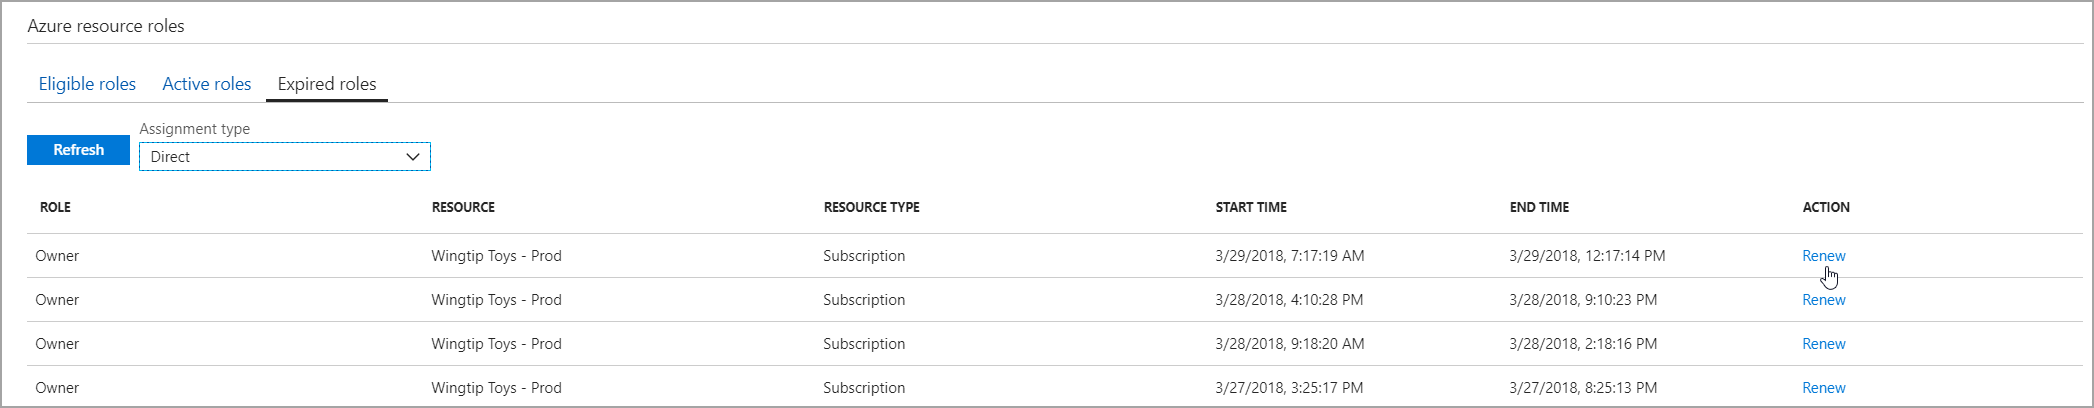 Azure resource roles
Eligible roles Active roles Expired roles
Assignment type
Refresh Direct
ROLE RESOURCE RESOURCE TYPE START TIME END TIME ACTION
Owner Wingtip Toys - Prod Subscription 3/29/2018, 7:17:19 AM 3/29/2018, 12:17:14 PM Renew
Owner Wingtip Toys - Prod Subscription 3/28/2018, 4:10:28 PM 3/28/2018, 9:10:23 PM Renew
Owner Wingtip Toys - Prod Subscription 3/28/2018, 9:18:20 AM 3/28/2018, 2:18:16 PM Renew
Owner Wingtip Toys - Prod Subscription 3/27/2018, 3:25:17 PM 3/27/2018, 8:25:13 PM Renew